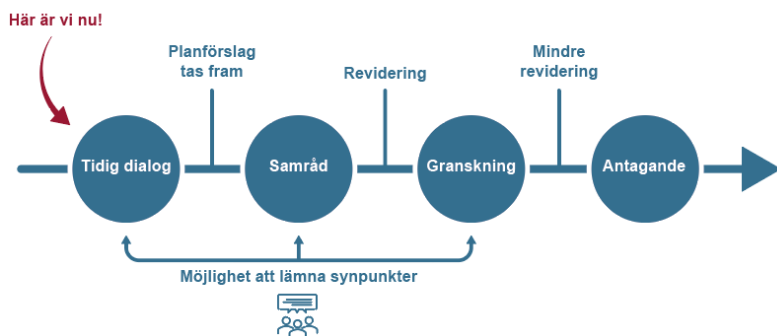 Här är vi nu!
Planförslag
tas fram
Revidering
Mindre
revidering
Tidig dialog
Samråd
Granskning
Antagande
Möjlighet att lämna synpunkter